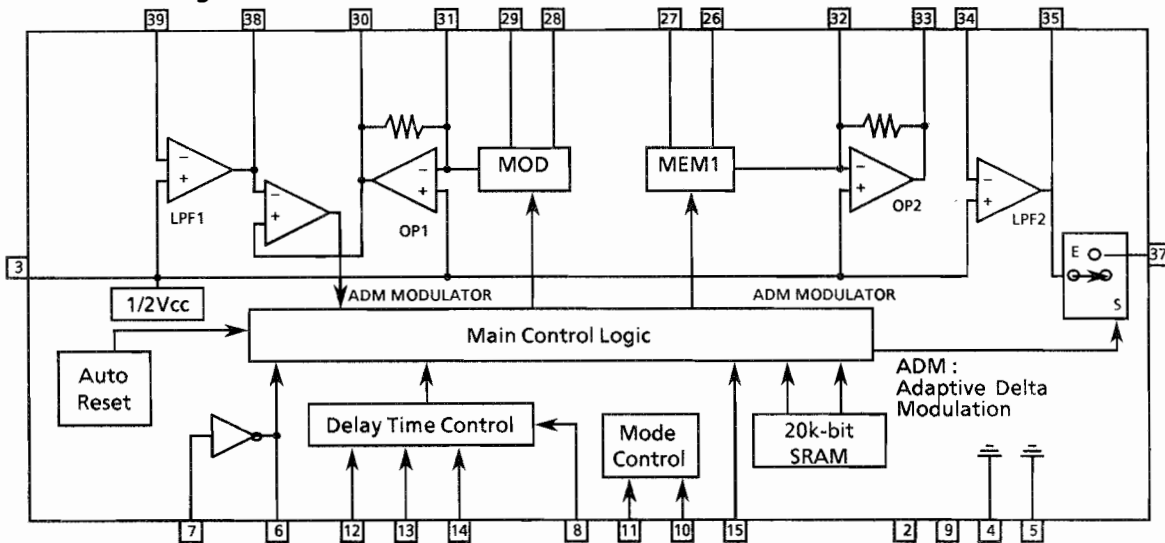 39 38 30 31 29 28 27 26 32 33 34 35
MOD MEM1
− + LPF1
− +
− + OP1
− + OP2
− + LPF2
3
E 37
S
1/2Vcc
ADM MODULATOR ADM MODULATOR
Main Control Logic
Auto
Reset
ADM :
Adaptive Delta
Modulation
Delay Time Control
Mode
Control
20k-bit
SRAM
7 6 12 13 14 8 11 10 15 2 9 4 5